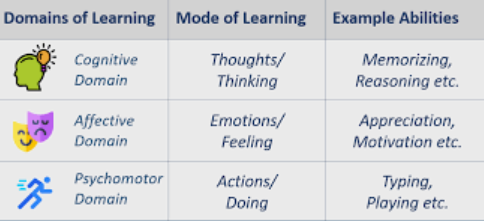 Domains of Learning Mode of Learning Example Abilities
Cognitive
Domain
Thoughts/
Thinking
Memorizing,
Reasoning etc.
Affective
Domain
Emotions/
Feeling
Appreciation,
Motivation etc.
Psychomotor
Domain
Actions/
Doing
Typing,
Playing etc.